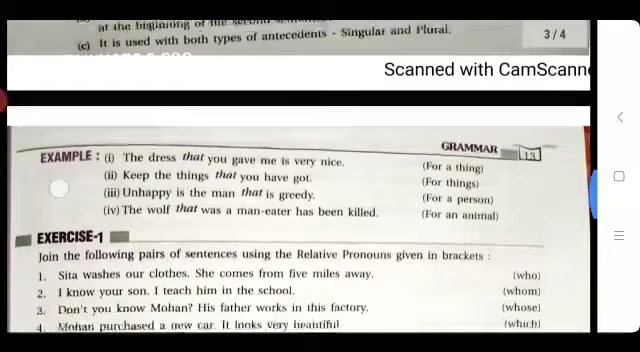 at the beginning of the second
(c) It is used with both types of antecedents - Singular and Plural.
3 / 4
Scanned with CamScann
GRAMMAR 13
EXAMPLE : (i) The dress that you gave me is very nice. (For a thing)
(ii) Keep the things that you have got. (For things)
(iii) Unhappy is the man that is greedy. (For a person)
(iv) The wolf that was a man-eater has been killed. (For an animal)
EXERCISE-1
Join the following pairs of sentences using the Relative Pronouns given in brackets :
1. Sita washes our clothes. She comes from five miles away. (who)
2. I know your son. I teach him in the school. (whom)
3. Don't you know Mohan? His father works in this factory. (whose)
4. Mohan purchased a new car. It looks very beautiful (which)